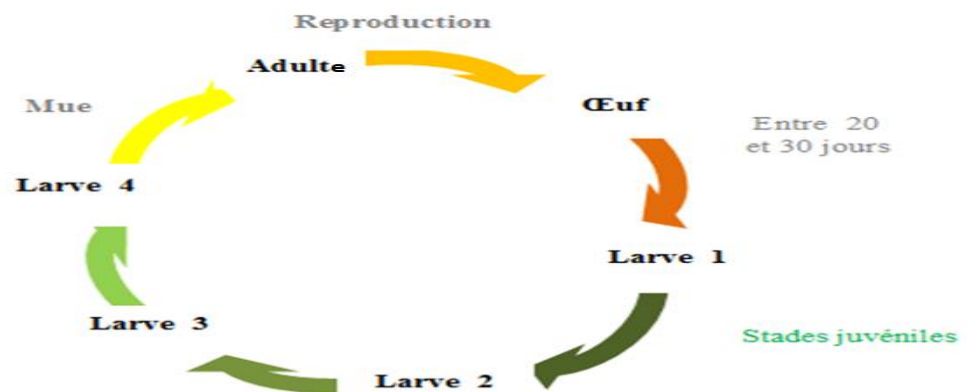 Reproduction
Adulte
Œuf
Mue
Entre 20
et 30 jours
Larve 4
Larve 1
Larve 3
Stades juvéniles
Larve 2